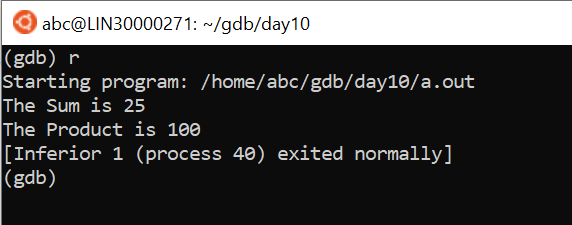 abc@LIN30000271: ~/gdb/day10
(gdb) r
Starting program: /home/abc/gdb/day10/a.out
The Sum is 25
The Product is 100
[Inferior 1 (process 40) exited normally]
(gdb)